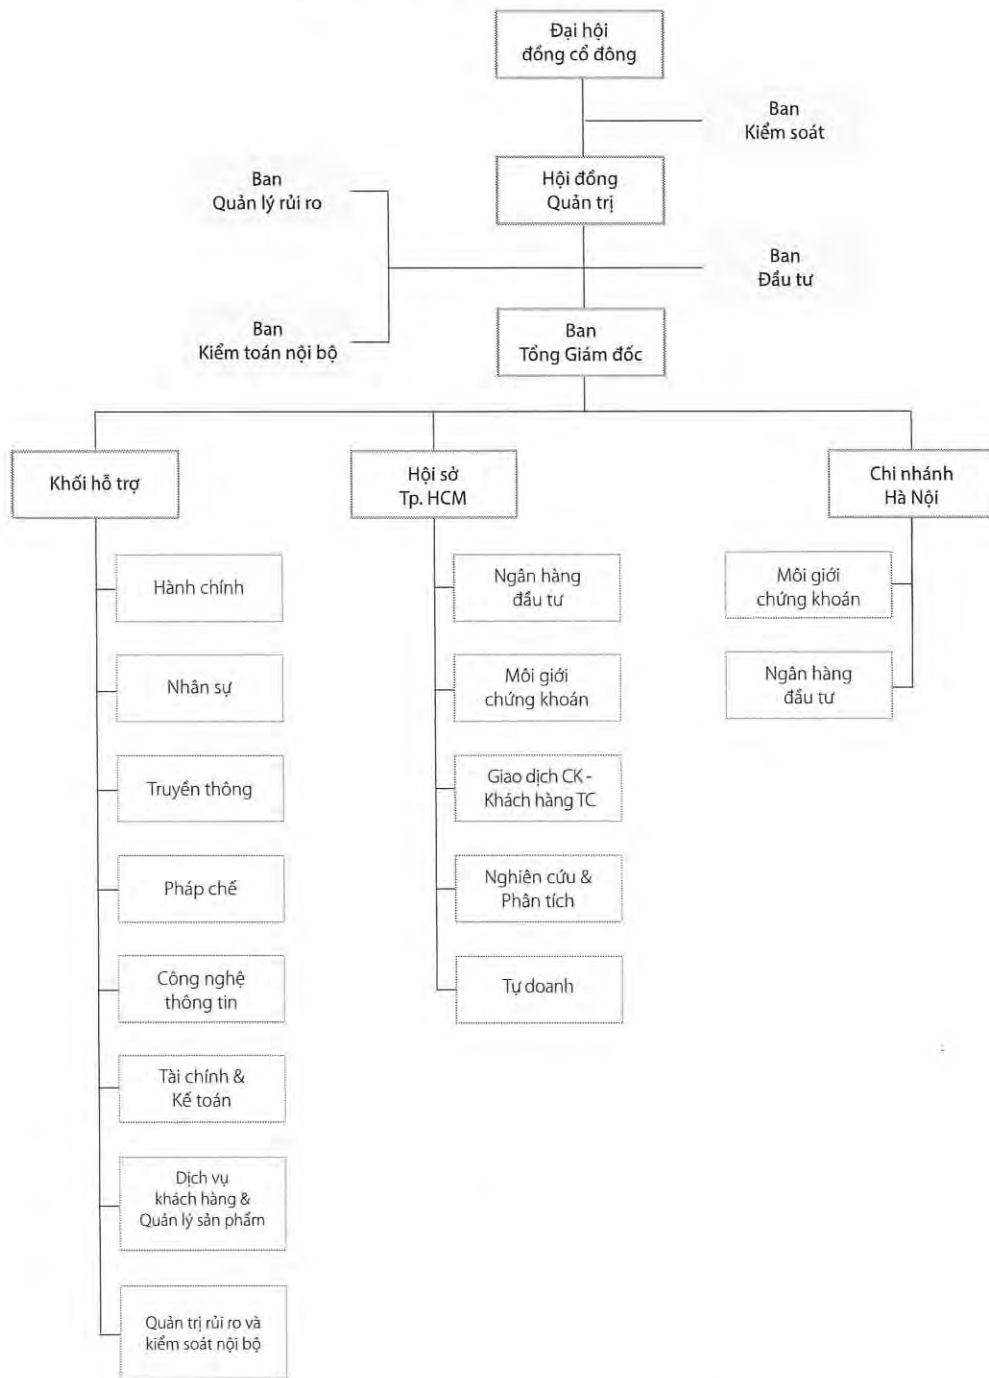 Đại hội
đồng cổ đông
Ban
Kiểm soát
Ban
Quản lý rủi ro
Hội đồng
Quản trị
Ban
Đầu tư
Ban
Kiểm toán nội bộ
Ban
Tổng Giám đốc
Khối hỗ trợ
Hội sở
Tp. HCM
Chi nhánh
Hà Nội
Hành chính
Nhân sự
Truyền thông
Pháp chế
Công nghệ
thông tin
Tài chính &
Kế toán
Dịch vụ
khách hàng &
Quản lý sản phẩm
Quản trị rủi ro và
kiểm soát nội bộ
Ngân hàng
đầu tư
Môi giới
chứng khoán
Giao dịch CK -
Khách hàng TC
Nghiên cứu &
Phân tích
Tự doanh
Môi giới
chứng khoán
Ngân hàng
đầu tư